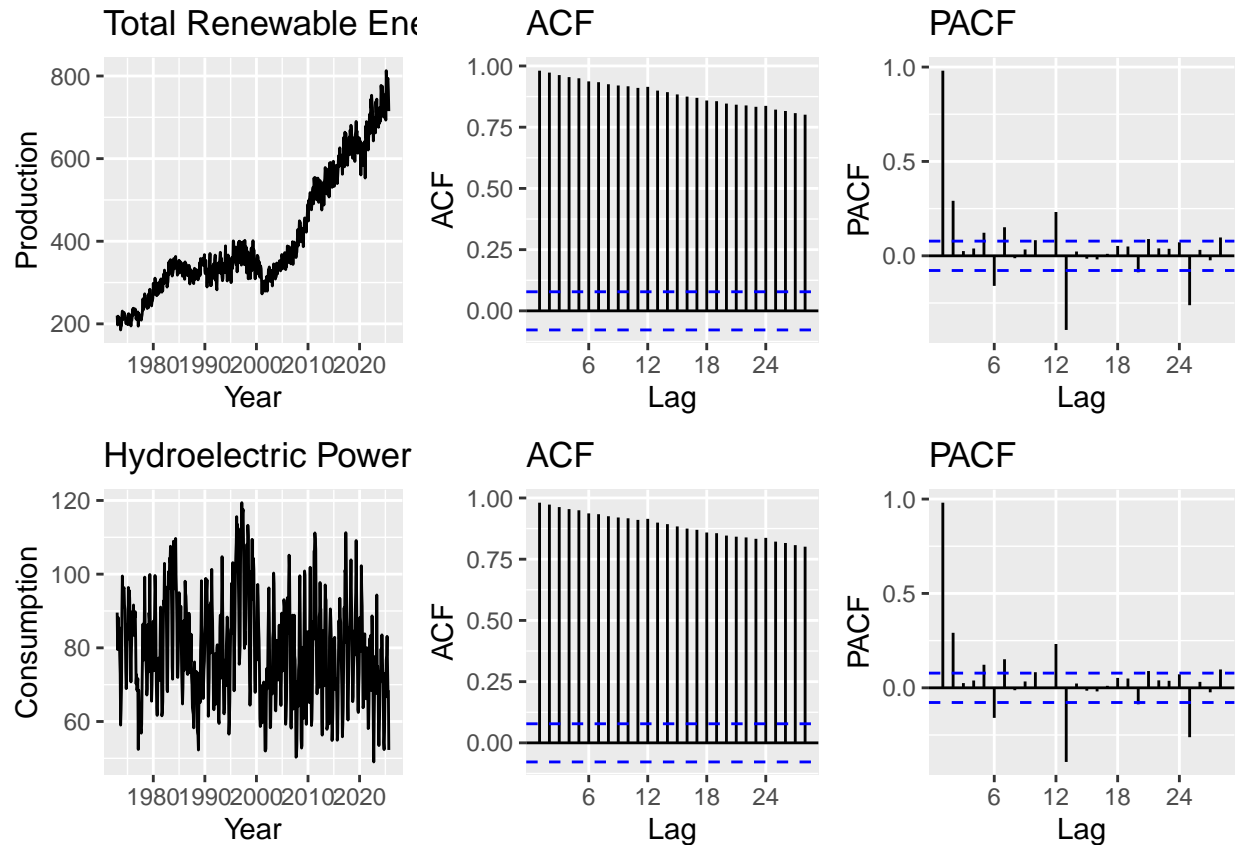 Total Renewable Ene
ACF
PACF
800
600
400
200
Production
1980
1990
2000
2010
2020
Year
1.00
0.75
0.50
0.25
0.00
ACF
6
12
18
24
Lag
1.0
0.5
0.0
PACF
6
12
18
24
Lag
Hydroelectric Power
ACF
PACF
120
100
80
60
Consumption
1980
1990
2000
2010
2020
Year
1.00
0.75
0.50
0.25
0.00
ACF
6
12
18
24
Lag
1.0
0.5
0.0
PACF
6
12
18
24
Lag